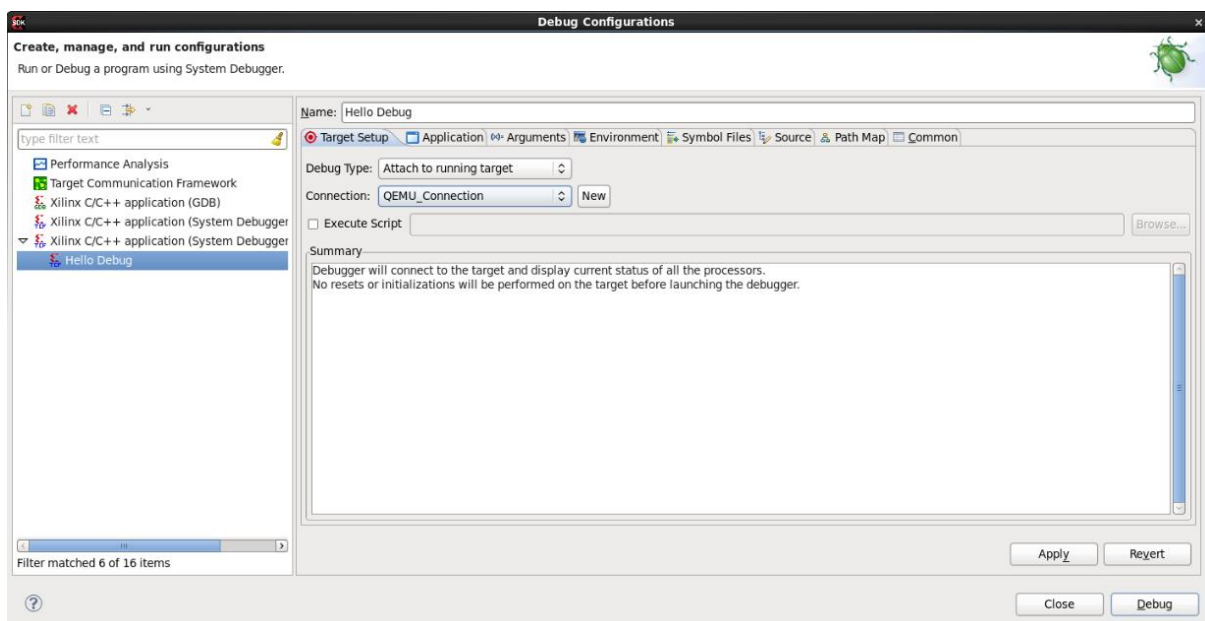 SDK
Debug Configurations
x
Create, manage, and run configurations
Run or Debug a program using System Debugger.
type filter text
Performance Analysis
Target Communication Framework
Xilinx C/C++ application (GDB)
Xilinx C/C++ application (System Debugger
Xilinx C/C++ application (System Debugger
Hello Debug
Filter matched 6 of 16 items
Name: Hello Debug
Target Setup Application (x)= Arguments Environment Symbol Files Source Path Map Common
Debug Type: Attach to running target
Connection: QEMU_Connection New
Execute Script Browse...
Summary
Debugger will connect to the target and display current status of all the processors.
No resets or initializations will be performed on the target before launching the debugger.
Apply Revert
? Close Debug